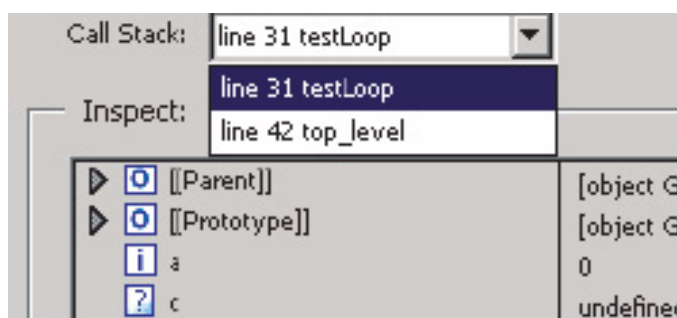 Call Stack: line 31 testLoop
line 31 testLoop
line 42 top_level
Inspect:
[[Parent]] [object G
[[Prototype]] [object G
a 0
c undefined